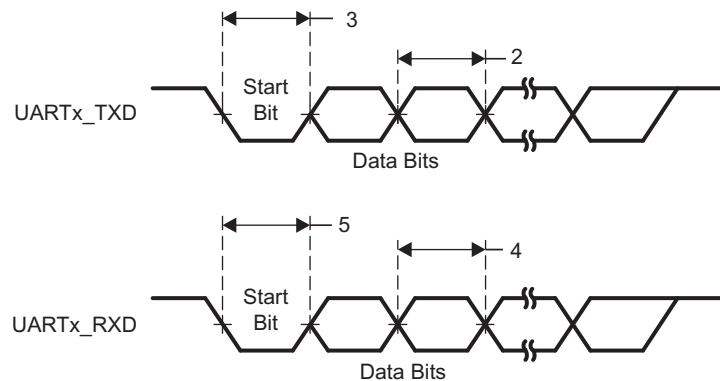 3
2
Start
Bit
UARTx_TXD
Data Bits
5
4
Start
Bit
UARTx_RXD
Data Bits